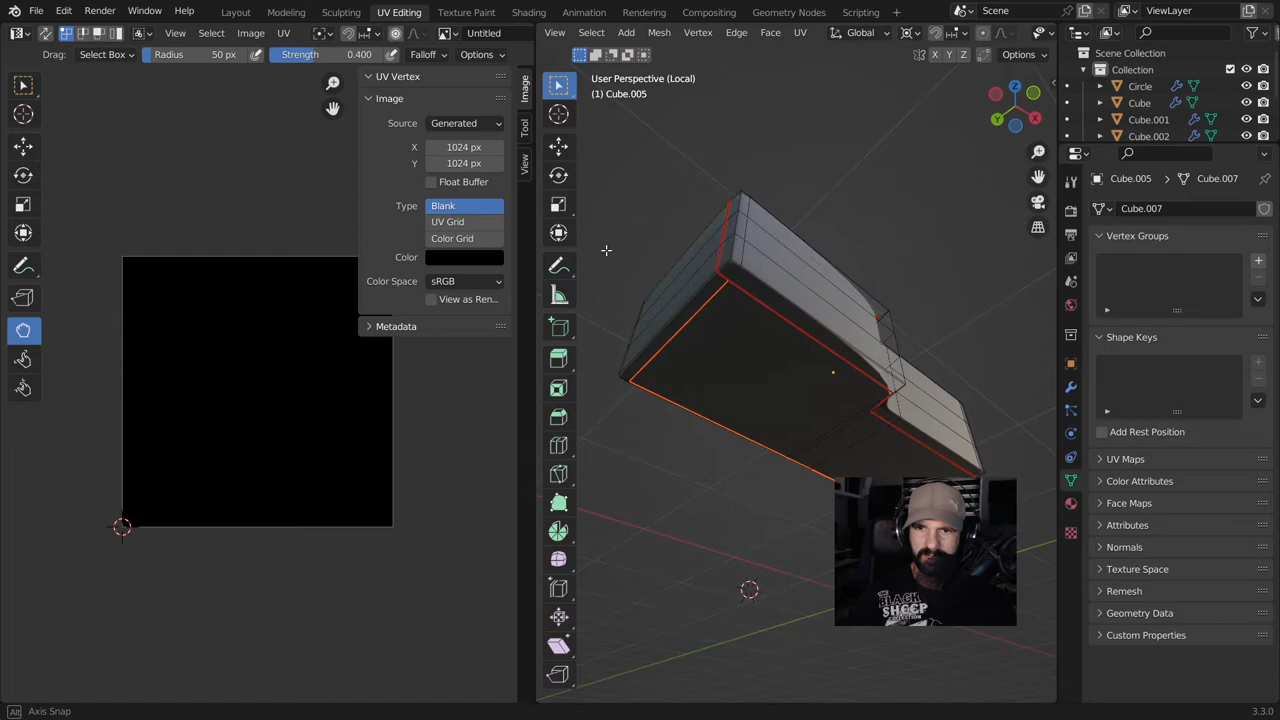 File Edit Render Window Help Layout Modeling Sculpting UV Editing Texture Paint Shading Animation Rendering Compositing Geometry Nodes Scripting Scene ViewLayer
View Select Image UV Untitled Edit Select Add Mesh Vertex Edge Face UV Global
Drag: Select Box Radius 50 px Strength 0.400 Falloff Options X Y Z Options
Scene Collection
Collection
Circle
Cube
Cube.001
Cube.002
UV Vertex
Image
Source Generated
X 1024 px
Y 1024 px
Float Buffer
Type Blank
UV Grid
Color Grid
Color
Color Space sRGB
View as Ren...
Metadata
Image
Tool
View
User Perspective (Local)
(1) Cube.005
Z
Y
X
THE
BLACK
SHEEP
COLLECTION
Cube.005 Cube.007
Cube.007
Vertex Groups
Shape Keys
Add Rest Position
UV Maps
Color Attributes
Face Maps
Attributes
Normals
Texture Space
Remesh
Geometry Data
Custom Properties
Alt Axis Snap 3.3.0